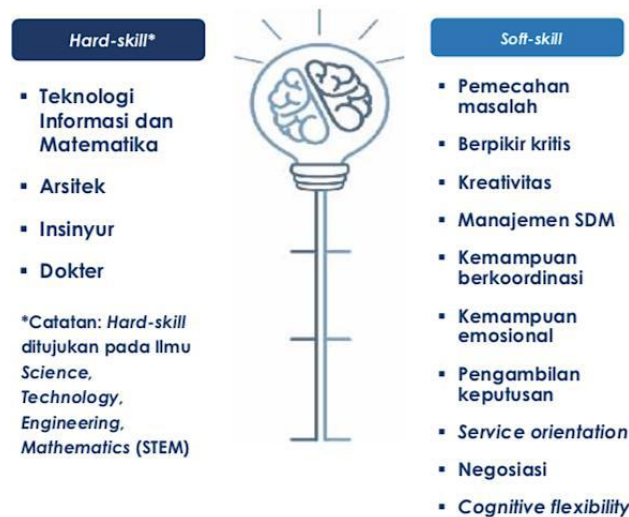 Hard-skill*
▪ Teknologi
Informasi dan
Matematika
▪ Arsitek
▪ Insinyur
▪ Dokter
*Catatan: Hard-skill
ditujukan pada Ilmu
Science,
Technology,
Engineering,
Mathematics (STEM)
Soft-skill
▪ Pemecahan
masalah
▪ Berpikir kritis
▪ Kreativitas
▪ Manajemen SDM
▪ Kemampuan
berkoordinasi
▪ Kemampuan
emosional
▪ Pengambilan
keputusan
▪ Service orientation
▪ Negosiasi
▪ Cognitive flexibility